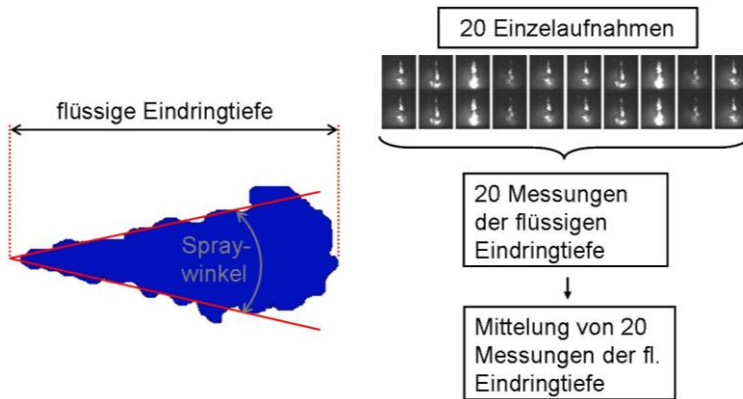 flüssige Eindringtiefe
Spray-
winkel
20 Einzelaufnahmen
20 Messungen
der flüssigen
Eindringtiefe
Mittelung von 20
Messungen der fl.
Eindringtiefe